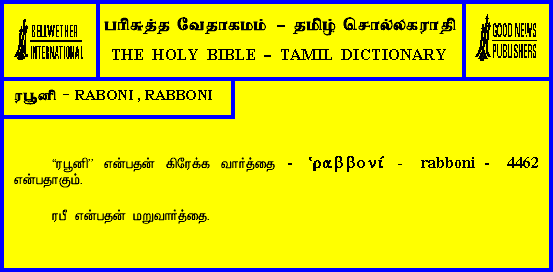 BELLWETHER
INTERNATIONAL
பரிசுத்த வேதாகமம் – தமிழ் சொல்லகராதி
THE HOLY BIBLE – TAMIL DICTIONARY
GOOD NEWS
PUBLISHERS
ரபூனி – RABONI , RABBONI
“ரபூனி” என்பதன் கிரேக்க வார்த்தை - ῥαββονί - rabboni - 4462
என்பதாகும்.
ரபீ என்பதன் மறுவார்த்தை.